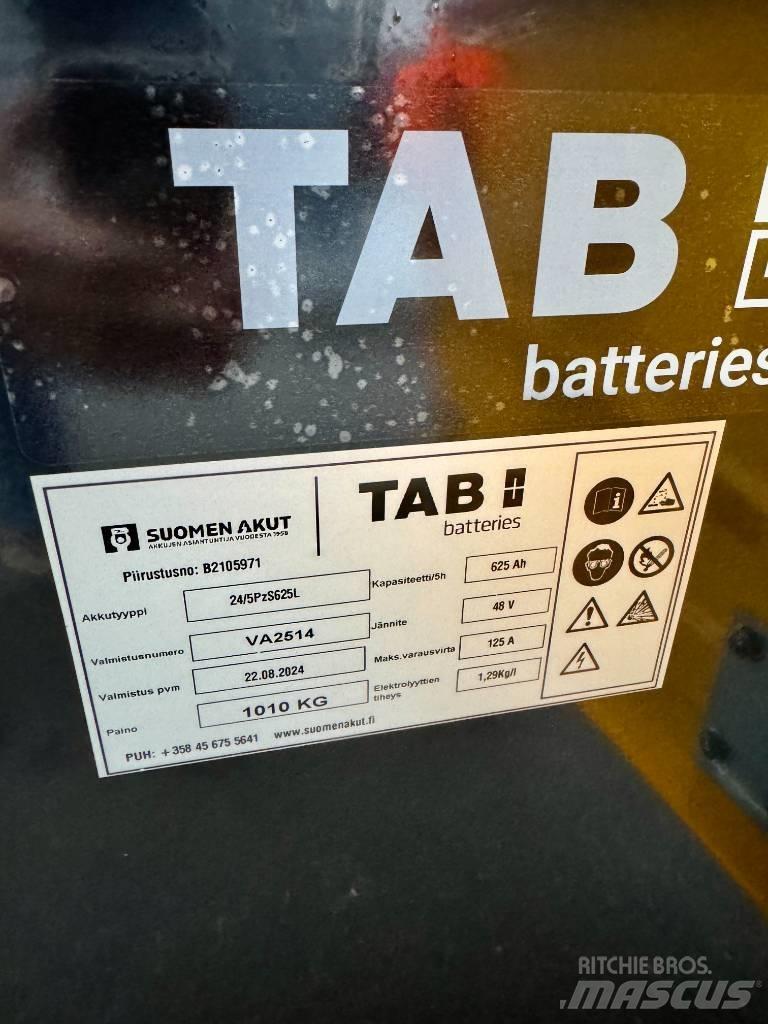 TAB
batteries
SUOMEN AKUT
AKKUJEN ASIANTUNTIJA VUODESTA 1958
TAB
batteries
Piirustusno: B2105971
Akkutyyppi 24/5PzS625L
Valmistusnumero VA2514
Valmistus pvm 22.08.2024
Paino 1010 KG
Kapasiteetti/5h 625 Ah
Jännite 48 V
Maks.varausvirta 125 A
Elektrolyyttien
tiheys 1,29Kg/l
PUH: +358 45 675 5641 www.suomenakut.fi
RITCHIE BROS.
MASCUS